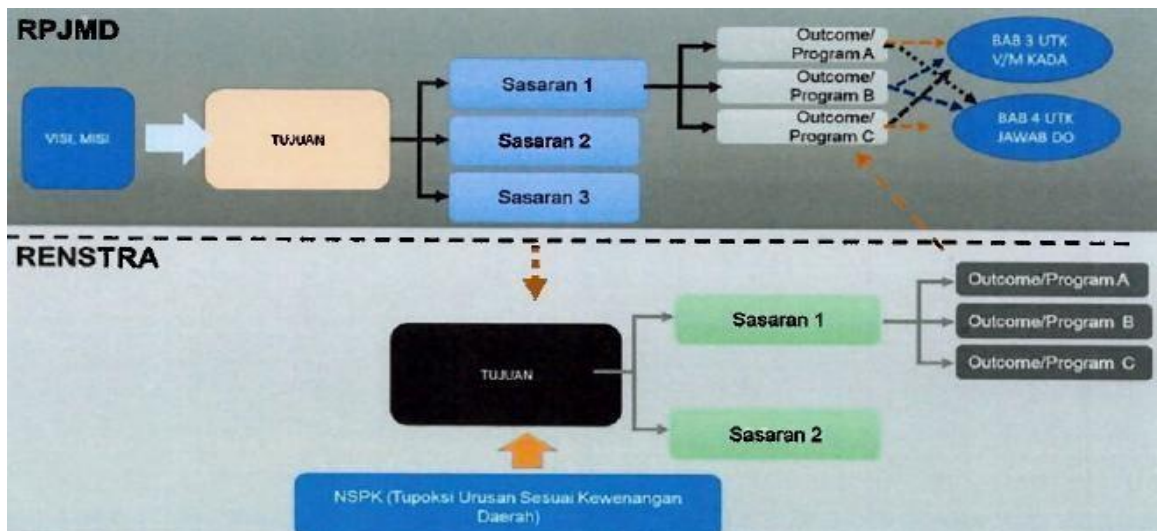 RPJMD
VISI, MISI
TUJUAN
Sasaran 1
Sasaran 2
Sasaran 3
Outcome/
Program A
Outcome/
Program B
Outcome/
Program C
BAB 3 UTK
V/M KADA
BAB 4 UTK
JAWAB DO
RENSTRA
TUJUAN
Sasaran 1
Sasaran 2
Outcome/Program A
Outcome/Program B
Outcome/Program C
NSPK (Tupoksi Urusan Sesuai Kewenangan
Daerah)